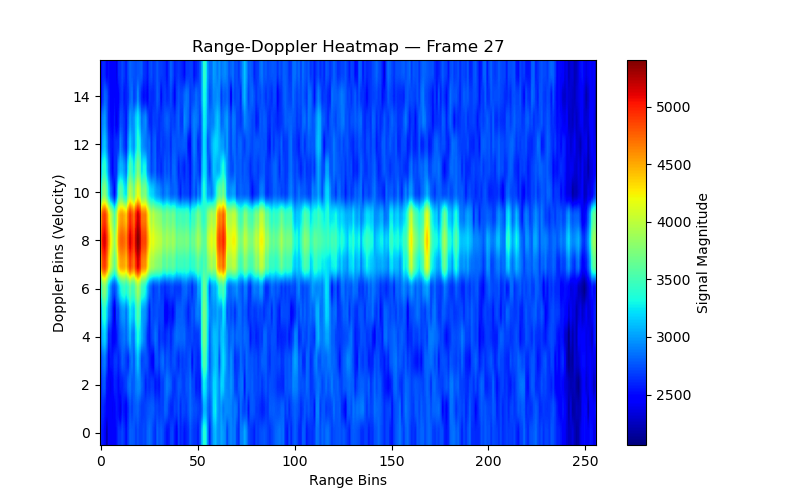 Range-Doppler Heatmap — Frame 27
Doppler Bins (Velocity)
14
12
10
8
6
4
2
0
0 50 100 150 200 250
Range Bins
5000
4500
4000
3500
3000
2500
Signal Magnitude